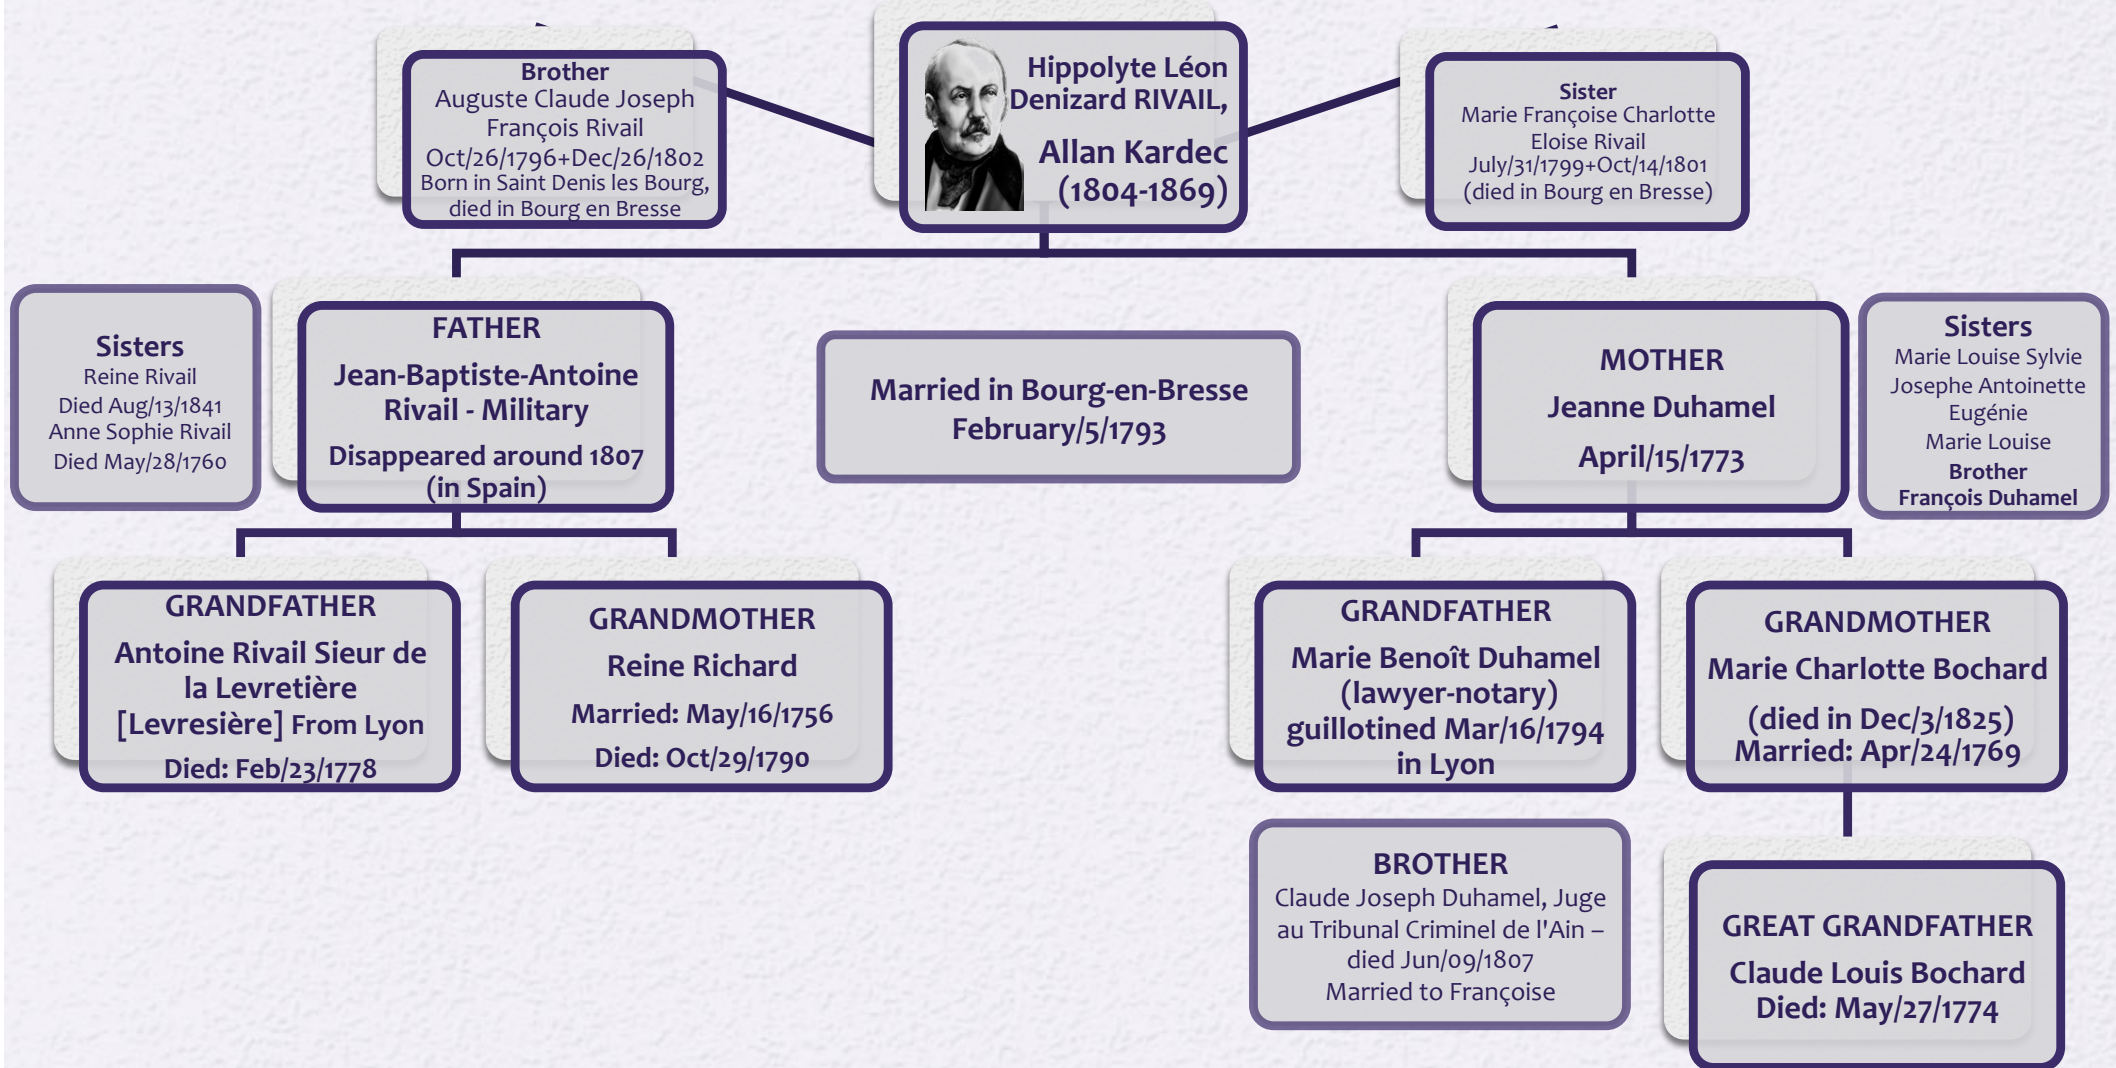 Brother
Auguste Claude Joseph
François Rivail
Oct/26/1796+Dec/26/1802
Born in Saint Denis les Bourg,
died in Bourg en Bresse
Hippolyte Léon
Denizard RIVAIL,
Allan Kardec
(1804-1869)
Sister
Marie Françoise Charlotte
Eloise Rivail
July/31/1799+Oct/14/1801
(died in Bourg en Bresse)
Sisters
Reine Rivail
Died Aug/13/1841
Anne Sophie Rivail
Died May/28/1760
FATHER
Jean-Baptiste-Antoine
Rivail - Military
Disappeared around 1807
(in Spain)
Married in Bourg-en-Bresse
February/5/1793
MOTHER
Jeanne Duhamel
April/15/1773
Sisters
Marie Louise Sylvie
Josephe Antoinette
Eugénie
Marie Louise
Brother
François Duhamel
GRANDFATHER
Antoine Rivail Sieur de
la Levretière
[Levresière] From Lyon
Died: Feb/23/1778
GRANDMOTHER
Reine Richard
Married: May/16/1756
Died: Oct/29/1790
GRANDFATHER
Marie Benoît Duhamel
(lawyer-notary)
guillotined Mar/16/1794
in Lyon
GRANDMOTHER
Marie Charlotte Bochard
(died in Dec/3/1825)
Married: Apr/24/1769
BROTHER
Claude Joseph Duhamel, Juge
au Tribunal Criminel de l'Ain –
died Jun/09/1807
Married to Françoise
GREAT GRANDFATHER
Claude Louis Bochard
Died: May/27/1774